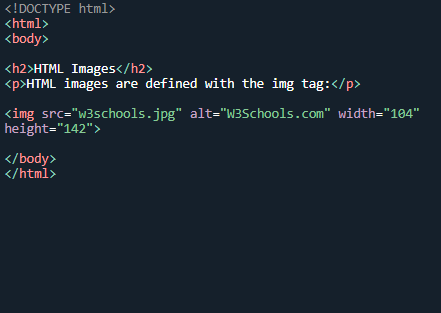 <!DOCTYPE html>
<html>
<body>
<h2>HTML Images</h2>
<p>HTML images are defined with the img tag:</p>
<img src="w3schools.jpg" alt="W3Schools.com" width="104"
height="142">
</body>
</html>